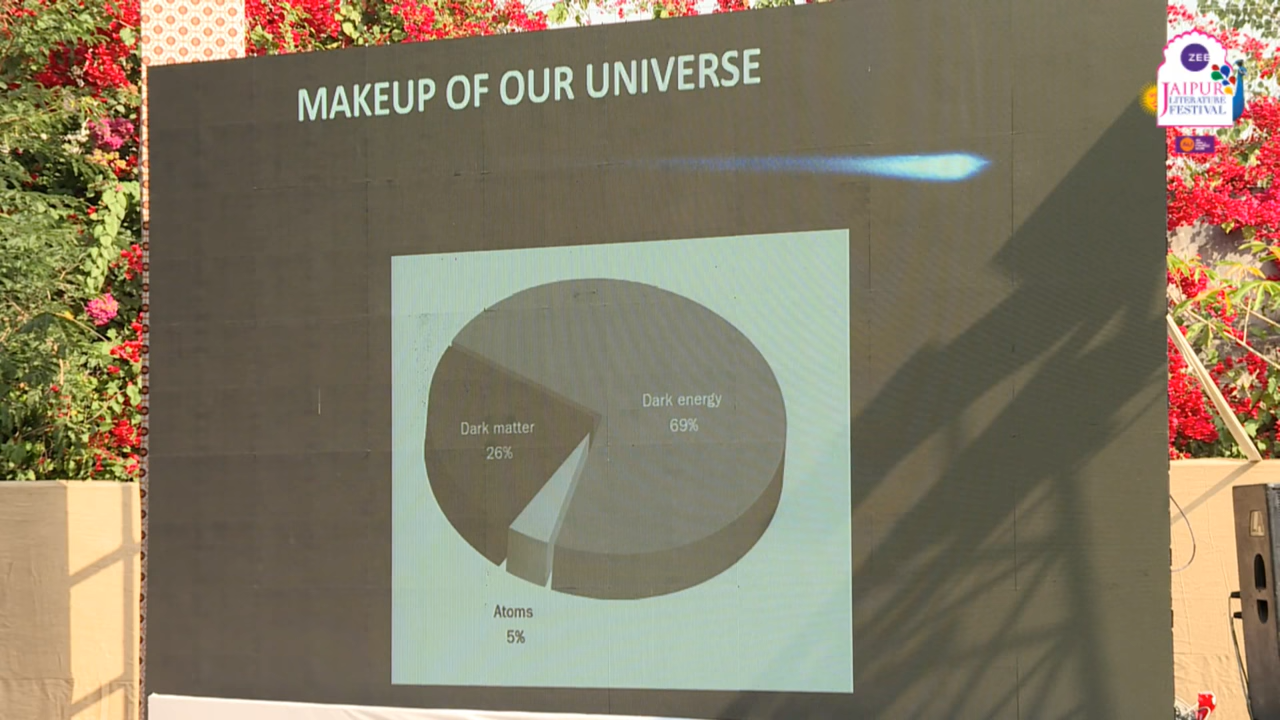 MAKEUP OF OUR UNIVERSE
ZEE
JAIPUR
LITERATURE
FESTIVAL
Dark energy
69%
Dark matter
26%
Atoms
5%